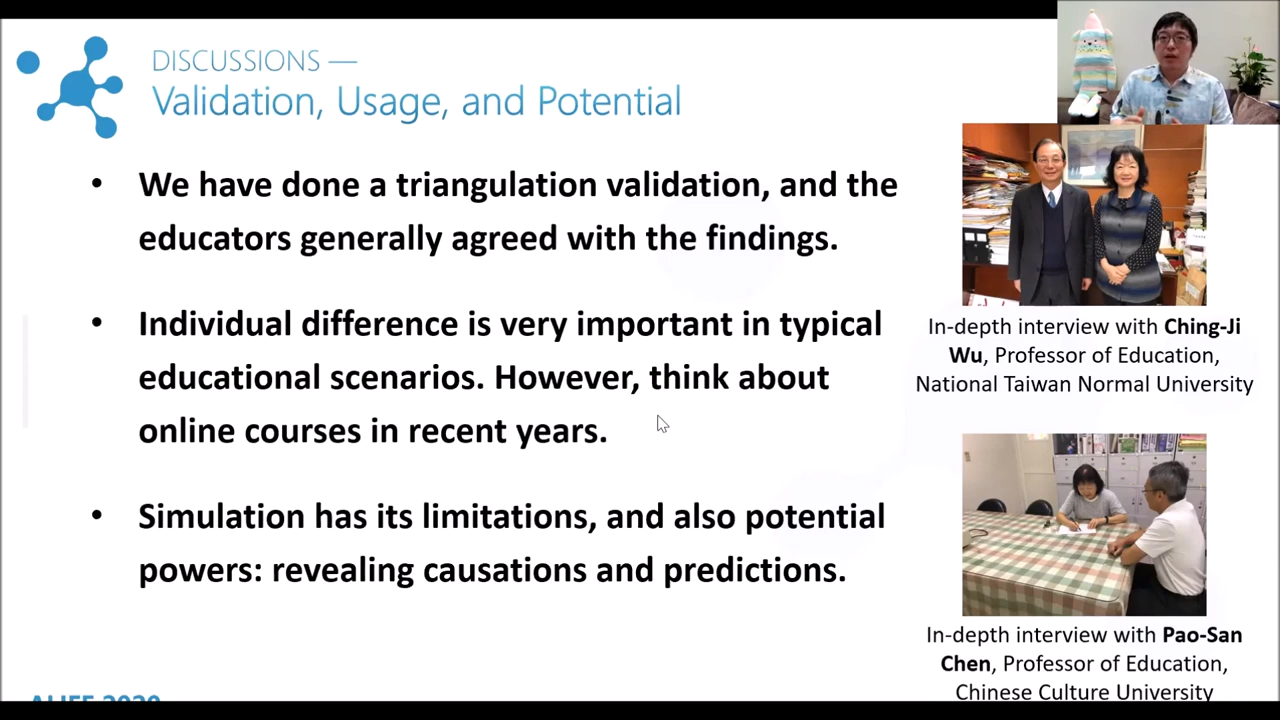 DISCUSSIONS —
Validation, Usage, and Potential
• We have done a triangulation validation, and the
educators generally agreed with the findings.
• Individual difference is very important in typical
educational scenarios. However, think about
online courses in recent years.
• Simulation has its limitations, and also potential
powers: revealing causations and predictions.
In-depth interview with Ching-Ji
Wu, Professor of Education,
National Taiwan Normal University
In-depth interview with Pao-San
Chen, Professor of Education,
Chinese Culture University
ALIFE 2020